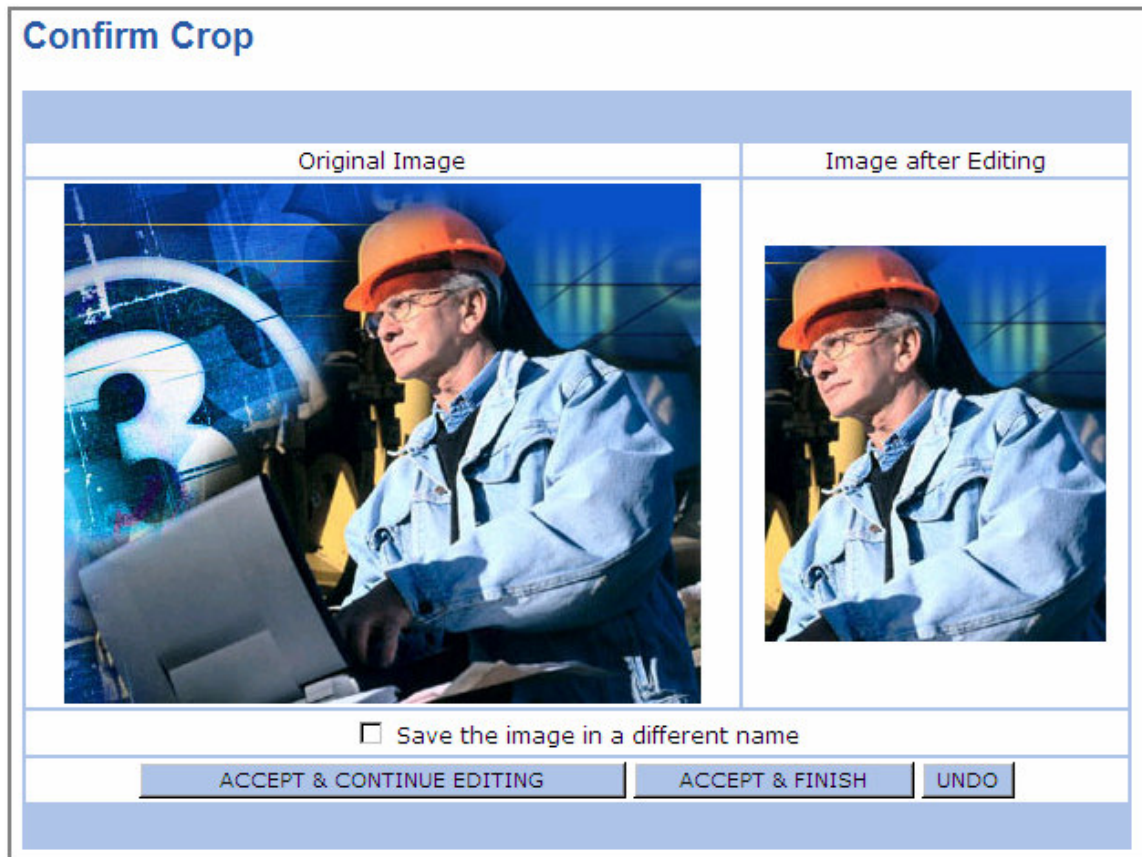 Confirm Crop
Original Image
Image after Editing
3
Save the image in a different name
ACCEPT & CONTINUE EDITING
ACCEPT & FINISH
UNDO